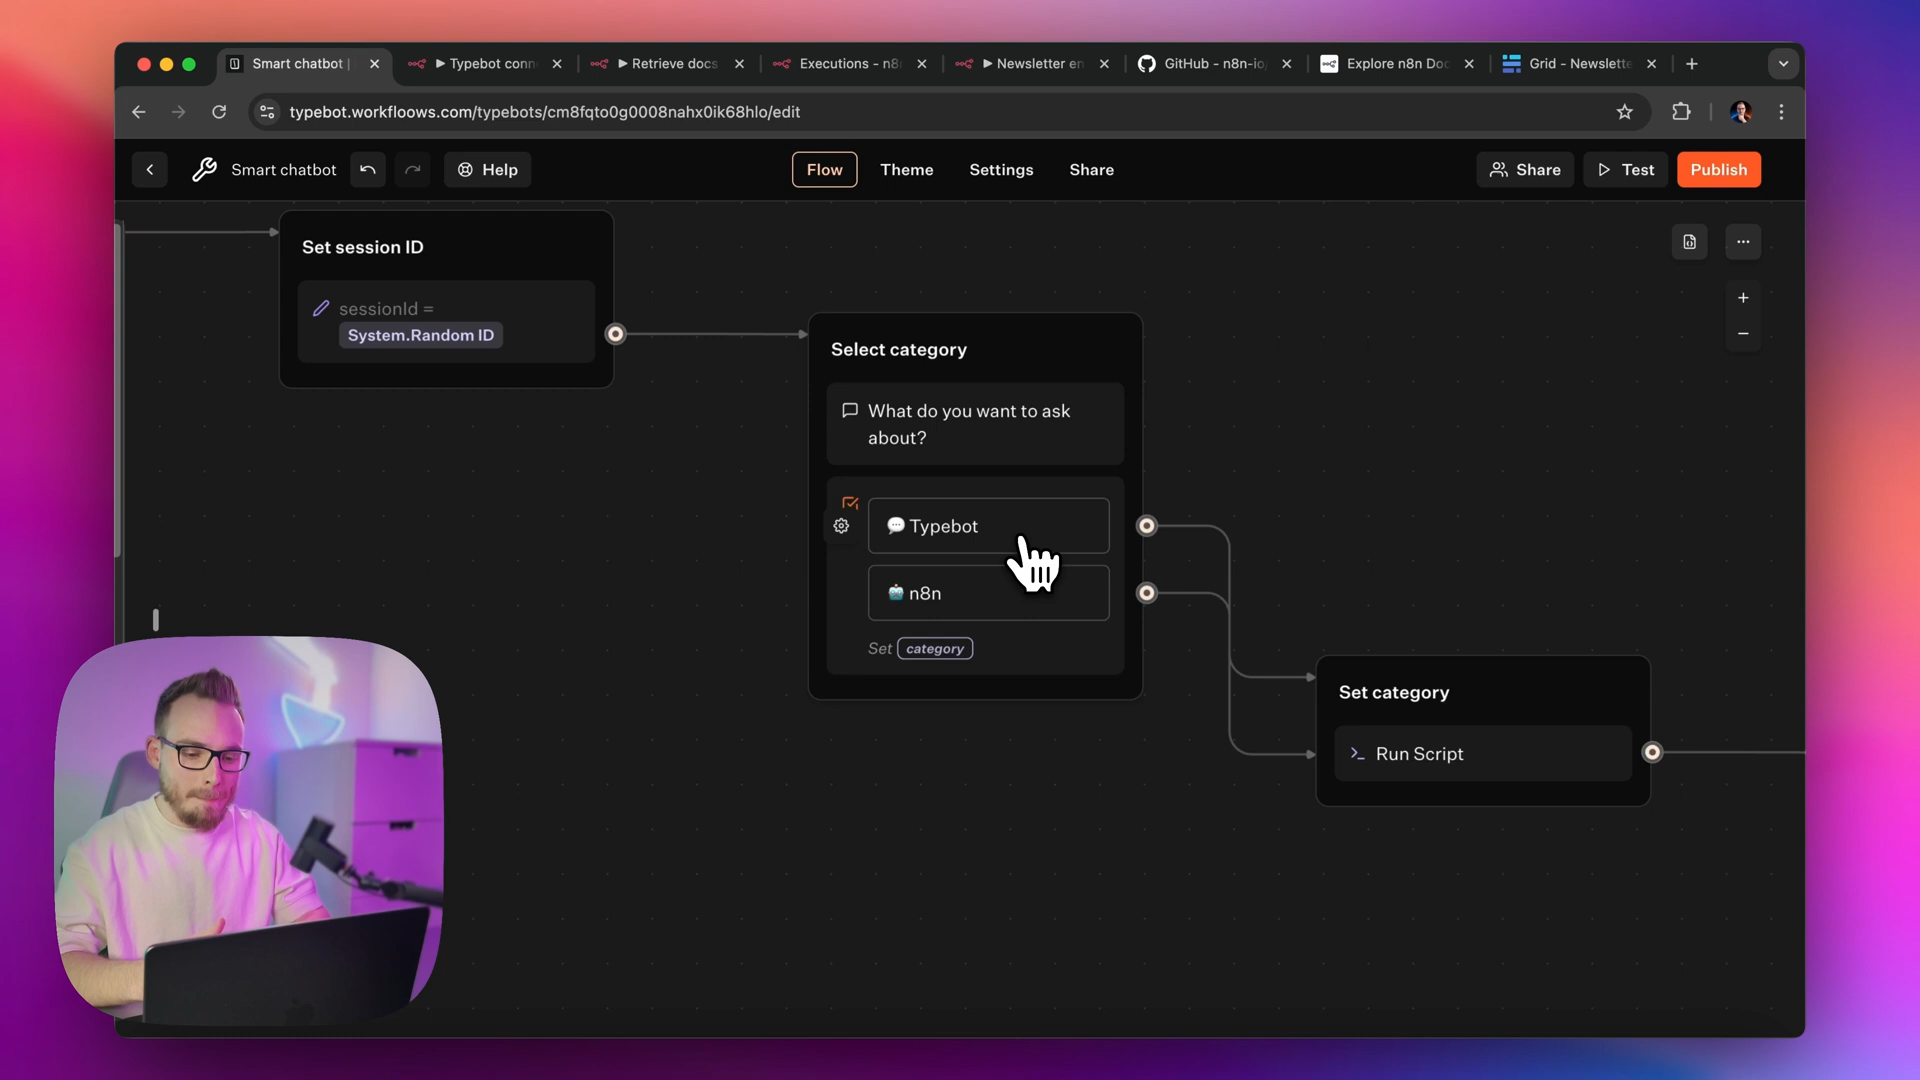 Smart chatbot |
Typebot conn
Retrieve docs
Executions - n8
Newsletter en
GitHub - n8n-io
Explore n8n Doc
Grid - Newslette
typebot.workfloows.com/typebots/cm8fqto0g0008nahx0ik68hlo/edit
Smart chatbot
Help
Flow
Theme
Settings
Share
Share
Test
Publish
Set session ID
sessionId =
System.Random ID
Select category
What do you want to ask
about?
Typebot
n8n
Set category
Set category
Run Script